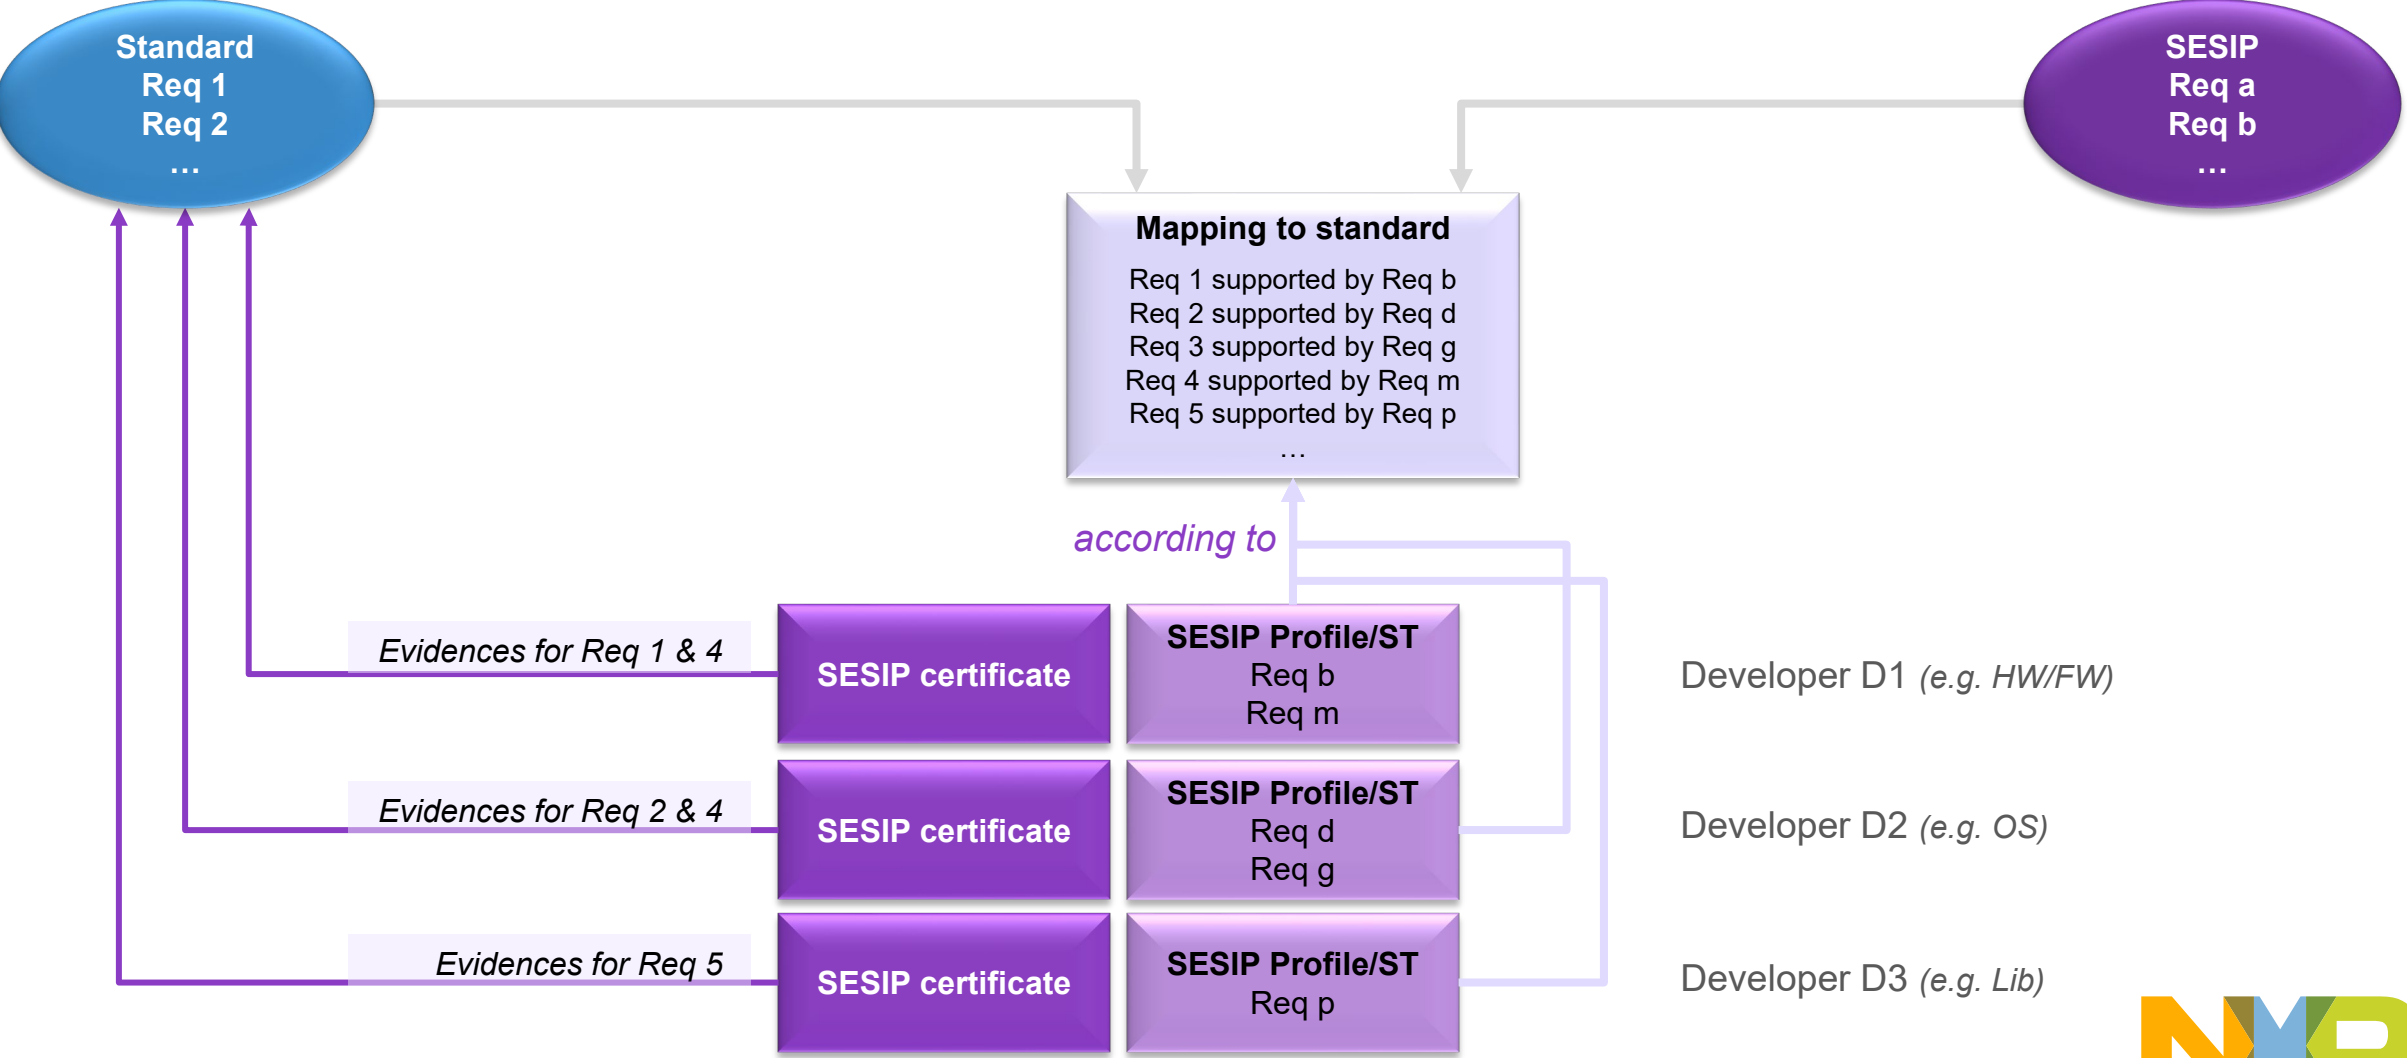 Standard
Req 1
Req 2
...
SESIP
Req a
Req b
...
Mapping to standard
Req 1 supported by Req b
Req 2 supported by Req d
Req 3 supported by Req g
Req 4 supported by Req m
Req 5 supported by Req p
...
according to
Evidences for Req 1 & 4
SESIP certificate
SESIP Profile/ST
Req b
Req m
Developer D1 (e.g. HW/FW)
Evidences for Req 2 & 4
SESIP certificate
SESIP Profile/ST
Req d
Req g
Developer D2 (e.g. OS)
Evidences for Req 5
SESIP certificate
SESIP Profile/ST
Req p
Developer D3 (e.g. Lib)
NXP